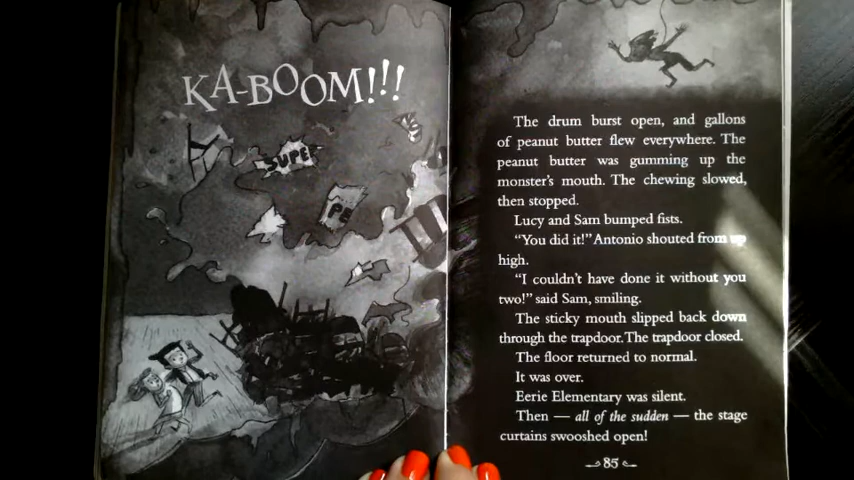 KA-BOOM!!!
SUPE
PE
The drum burst open, and gallons
of peanut butter flew everywhere. The
peanut butter was gumming up the
monster's mouth. The chewing slowed,
then stopped.
Lucy and Sam bumped fists.
"You did it!" Antonio shouted from up
high.
"I couldn't have done it without you
two!" said Sam, smiling.
The sticky mouth slipped back down
through the trapdoor. The trapdoor closed.
The floor returned to normal.
It was over.
Eerie Elementary was silent.
Then — all of the sudden — the stage
curtains swooshed open!
85